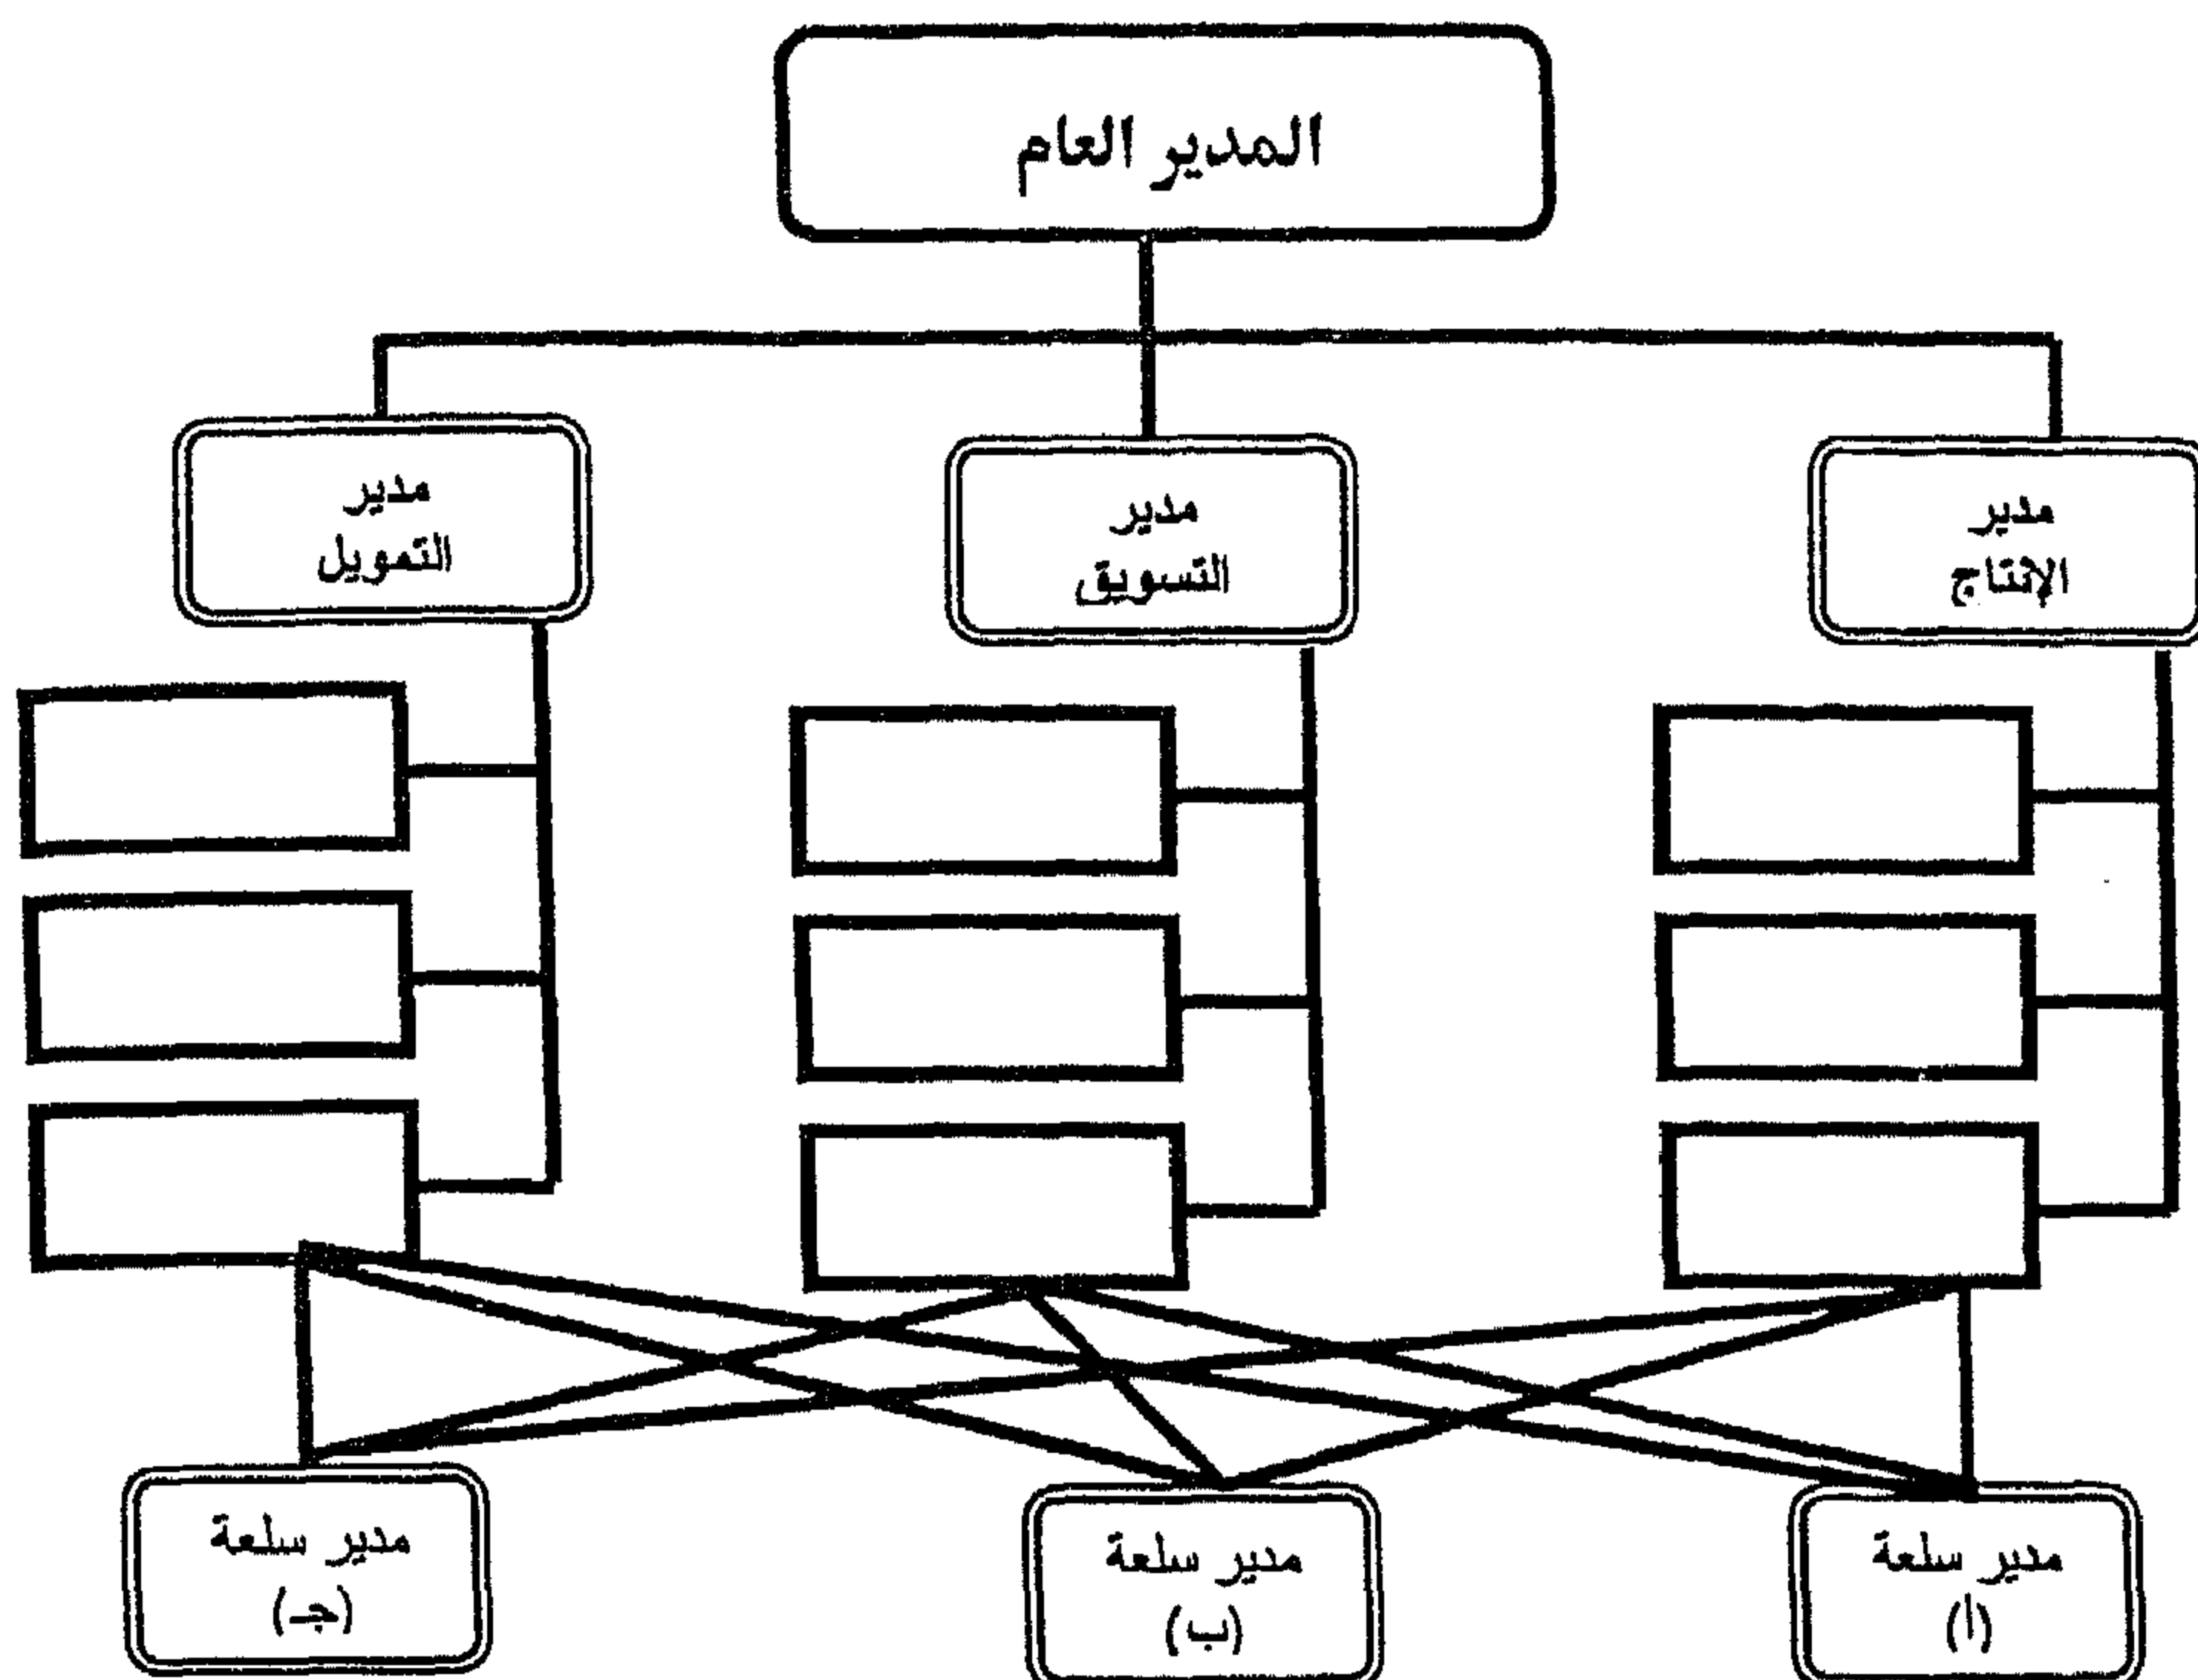 المدير العام
مدير
الإنتاج
مدير
التسويق
مدير
التمويل
مدير سلعة
(أ)
مدير سلعة
(ب)
مدير سلعة
(جـ)